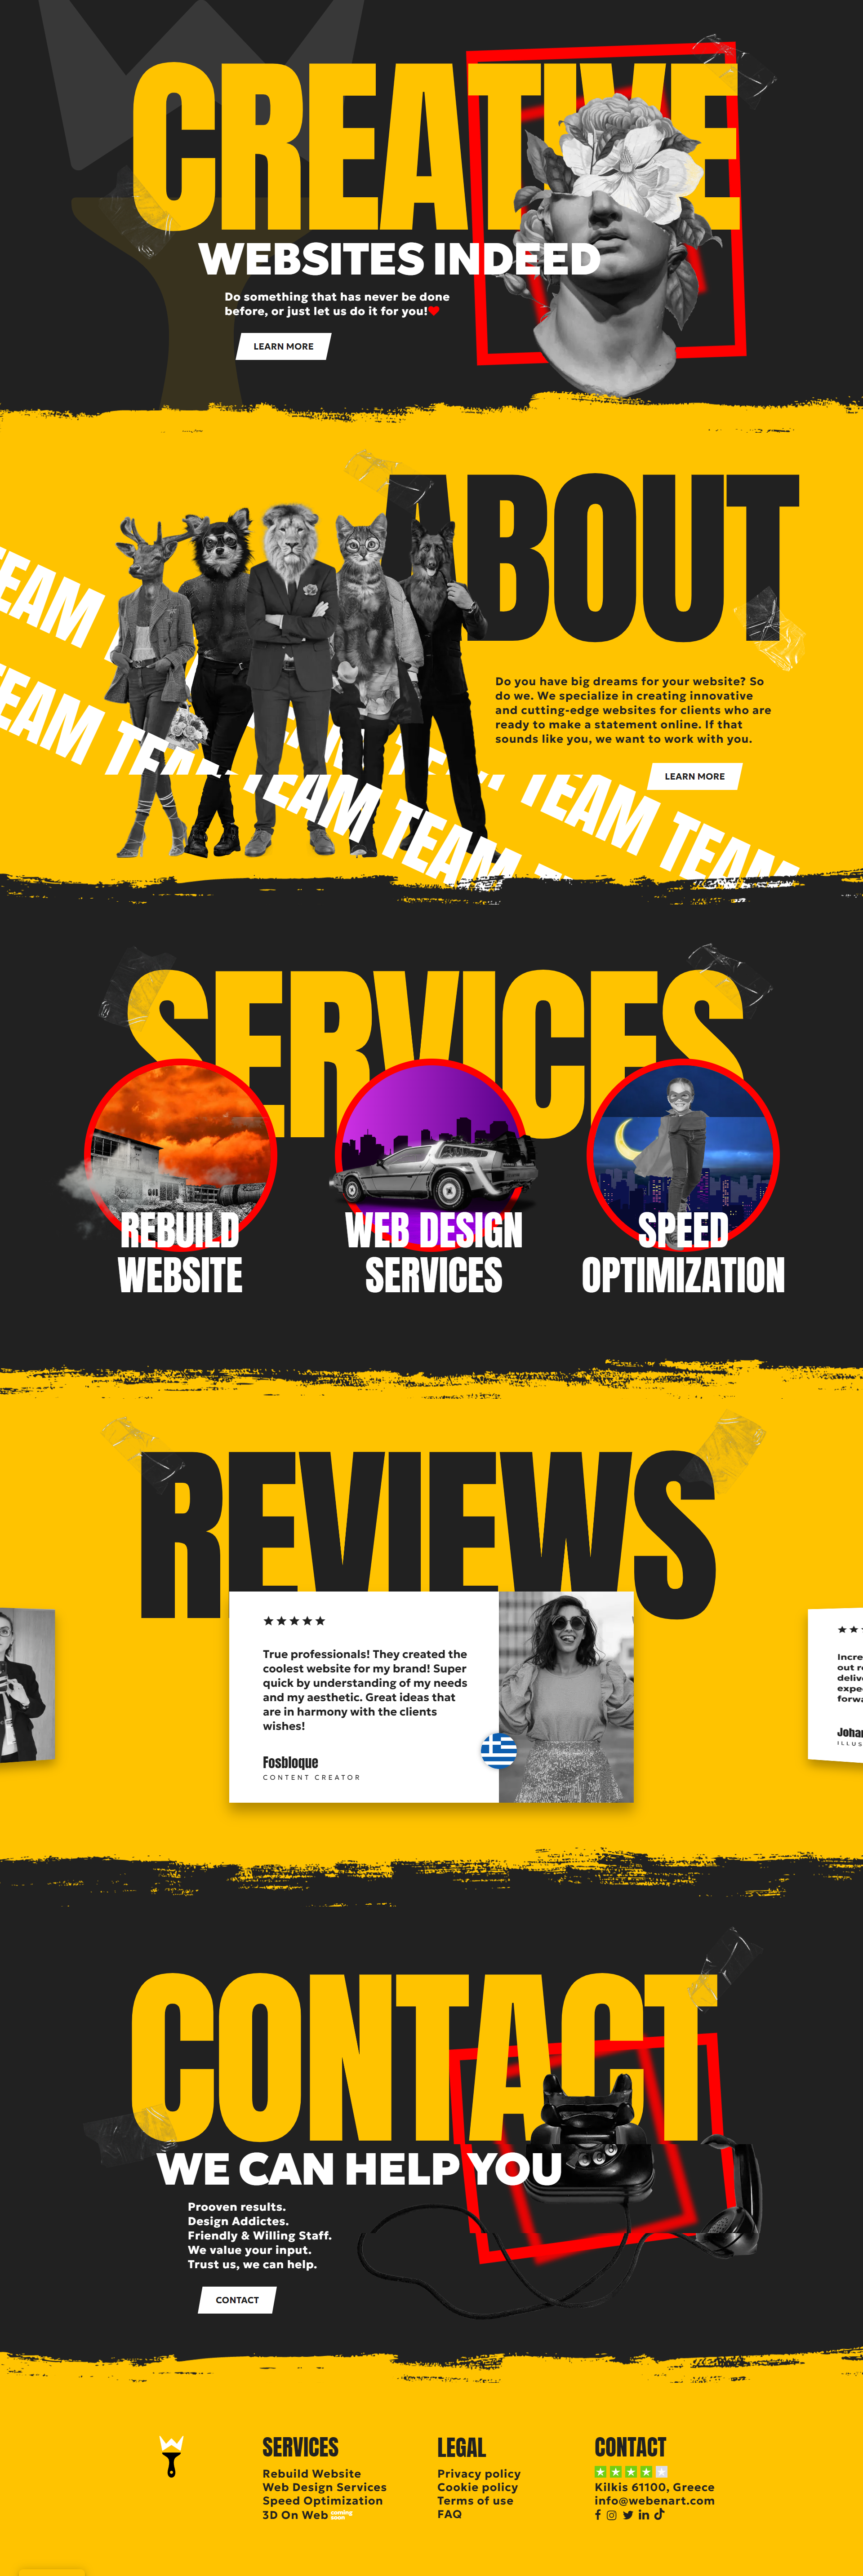 CREATIVE
WEBSITES INDEED
Do something that has never be done
before, or just let us do it for you!
LEARN MORE
ABOUT
TEAM
TEAM TEAM TEAM TEAM
TEAM TEAM
Do you have big dreams for your website? So
do we. We specialize in creating innovative
and cutting-edge websites for clients who are
ready to make a statement online. If that
sounds like you, we want to work with you.
LEARN MORE
SERVICES
REBUILD
WEBSITE
WEB DESIGN
SERVICES
SPEED
OPTIMIZATION
REVIEWS
True professionals! They created the
coolest website for my brand! Super
quick by understanding of my needs
and my aesthetic. Great ideas that
are in harmony with the clients
wishes!
Fosbloque
CONTENT CREATOR
CONTACT
WE CAN HELP YOU
Prooven results.
Design Addictes.
Friendly & Willing Staff.
We value your input.
Trust us, we can help.
CONTACT
SERVICES
Rebuild Website
Web Design Services
Speed Optimization
3D On Web coming soon
LEGAL
Privacy policy
Cookie policy
Terms of use
FAQ
CONTACT
Kilkis 61100, Greece
info@webenart.com